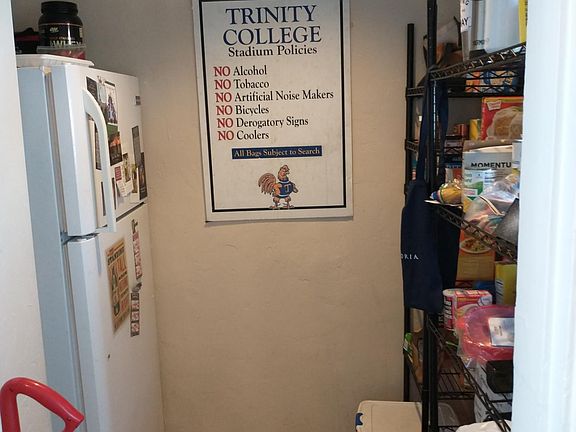 TRINITY
COLLEGE
Stadium Policies
NO Alcohol
NO Tobacco
NO Artificial Noise Makers
NO Bicycles
NO Derogatory Signs
NO Coolers
All Bags Subject to Search
MOMENTU
ORIA